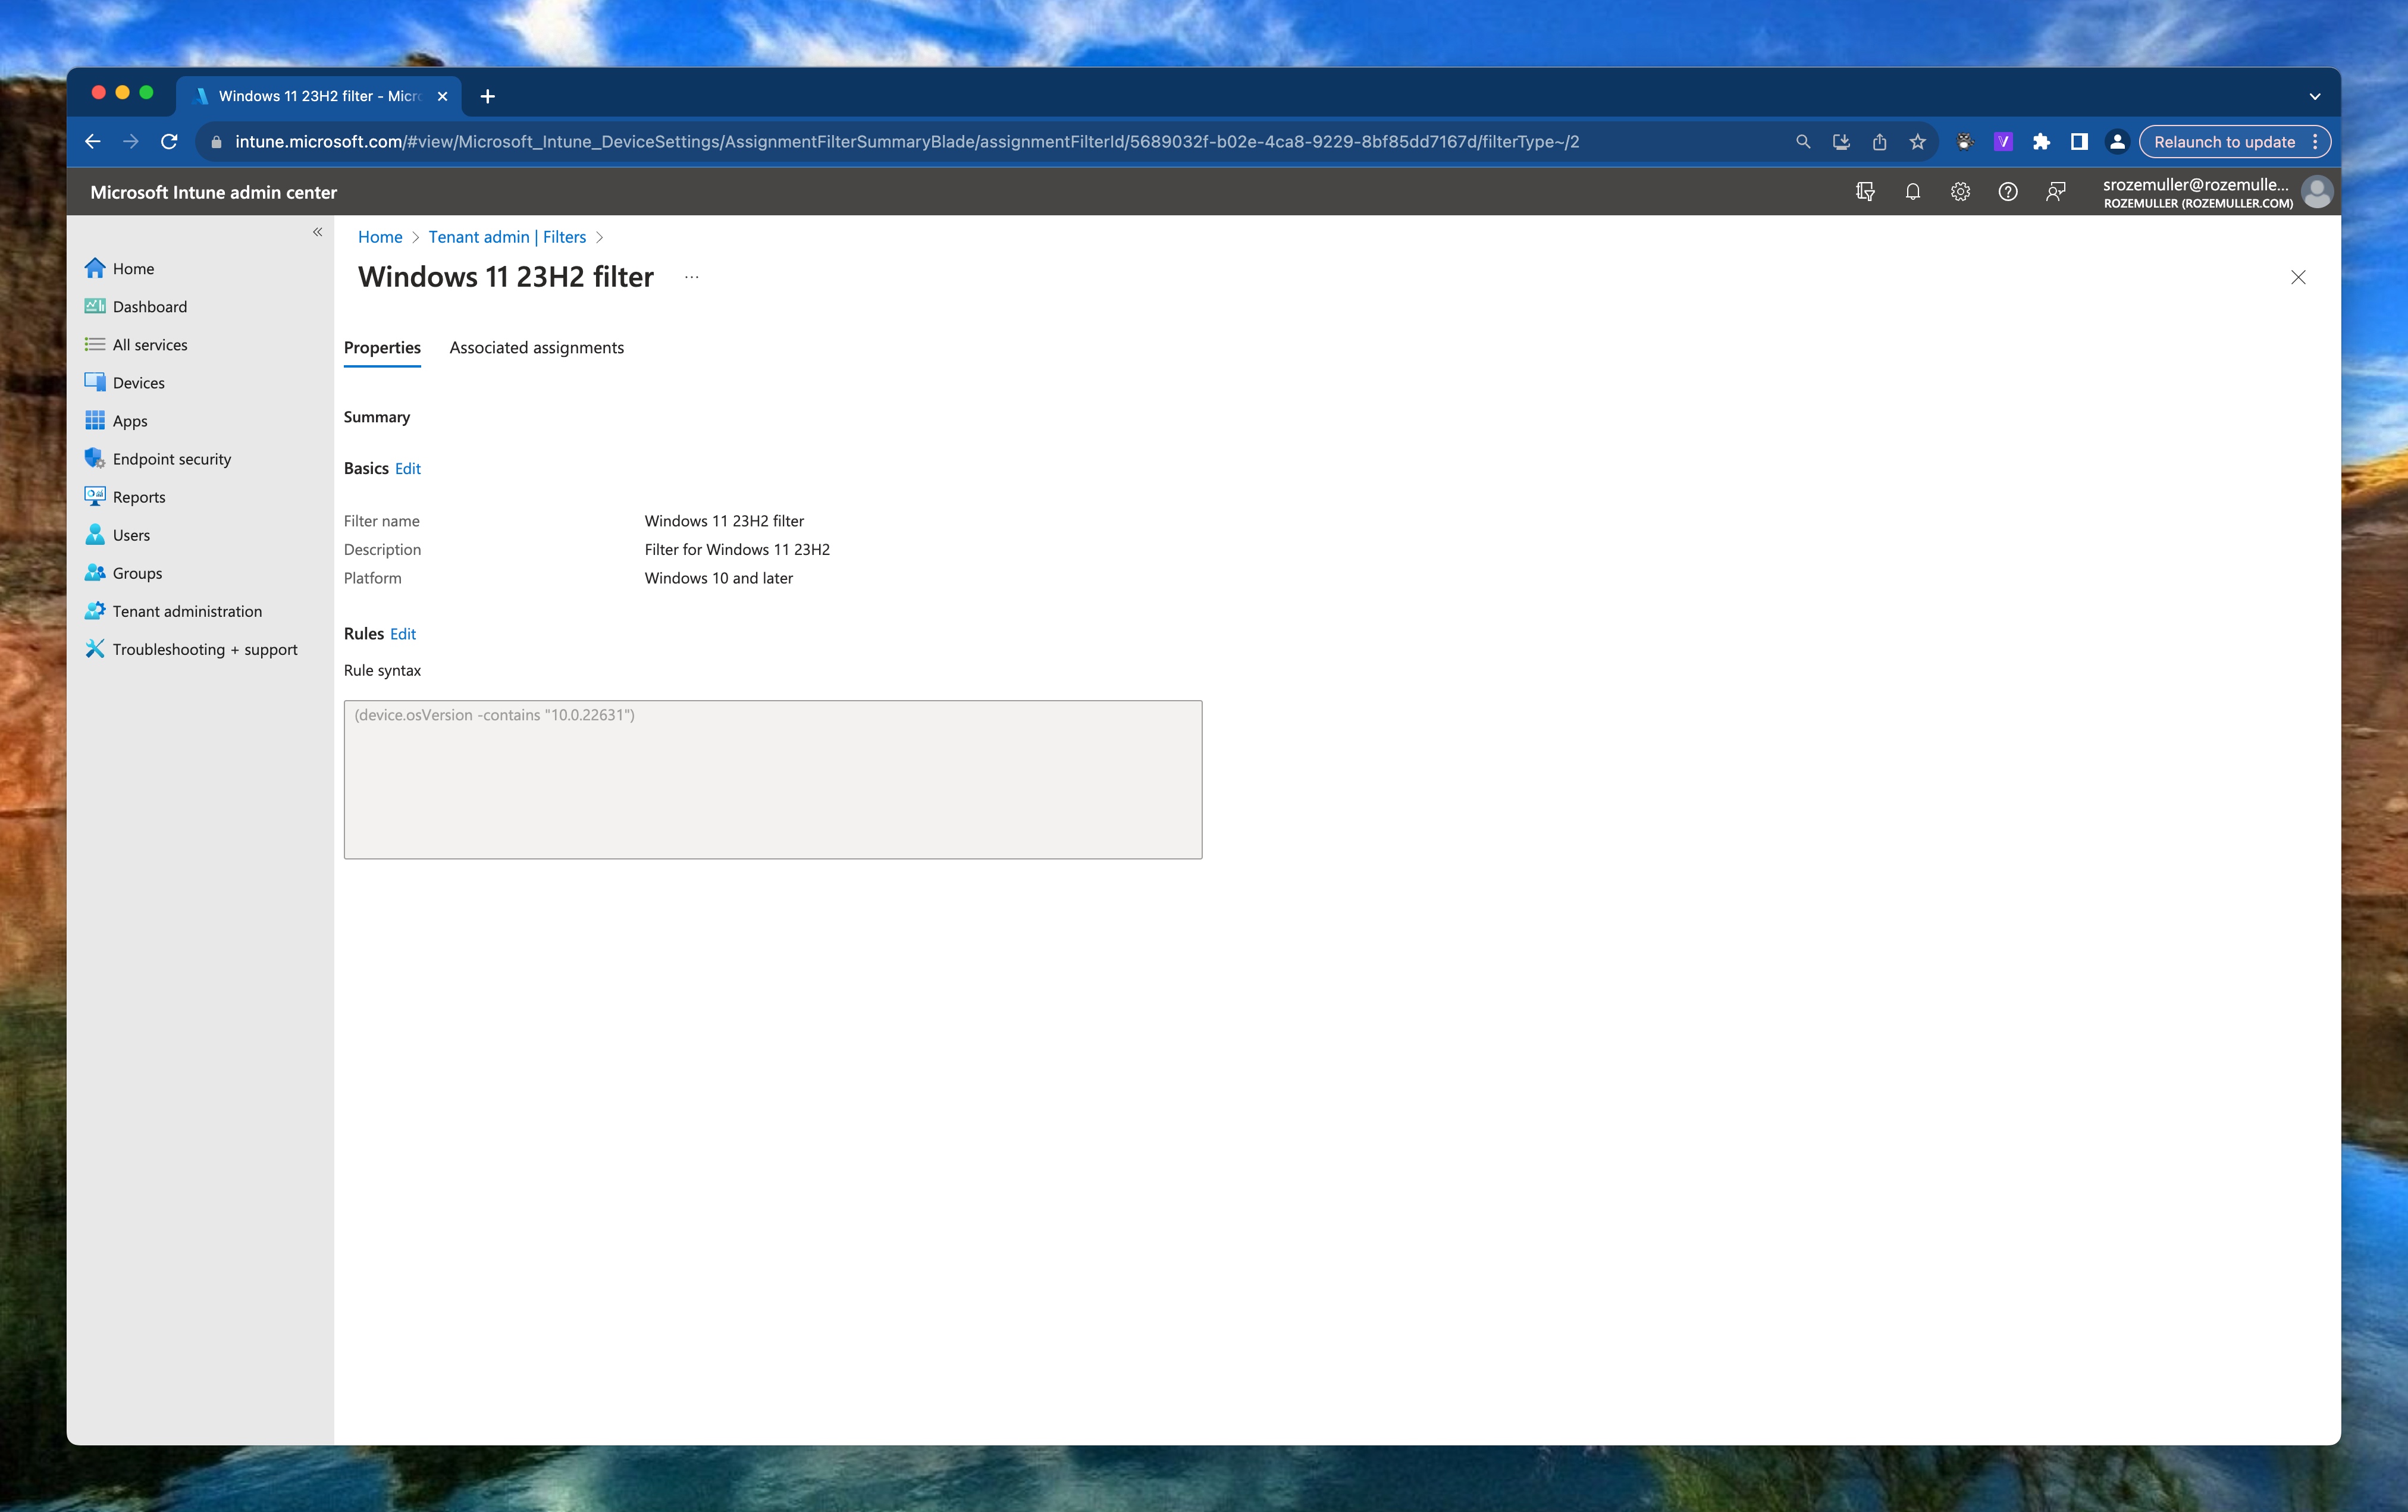 Windows 11 23H2 filter - Micr
intune.microsoft.com/#view/Microsoft_Intune_DeviceSettings/AssignmentFilterSummaryBlade/assignmentFilterId/5689032f-b02e-4ca8-9229-8bf85dd7167d/filterType~/2
Relaunch to update
Microsoft Intune admin center
srozemuller@rozemulle...
ROZEMULLER (ROZEMULLER.COM)
Home
Dashboard
All services
Devices
Apps
Endpoint security
Reports
Users
Groups
Tenant administration
Troubleshooting + support
Home > Tenant admin | Filters >
Windows 11 23H2 filter ...
Properties Associated assignments
Summary
Basics Edit
Filter name Windows 11 23H2 filter
Description Filter for Windows 11 23H2
Platform Windows 10 and later
Rules Edit
Rule syntax
(device.osVersion -contains "10.0.22631")